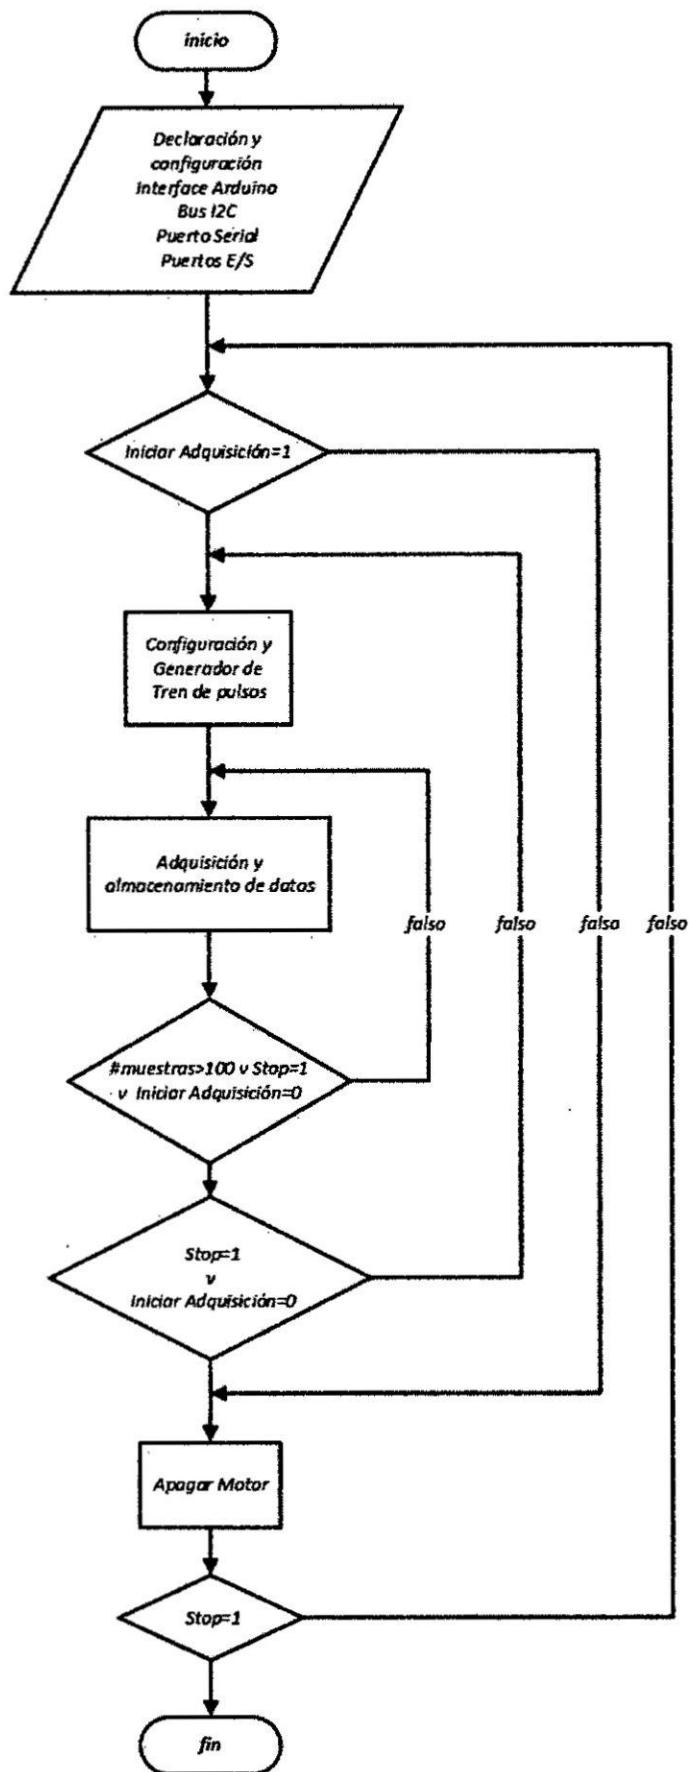 inicio
Declaración y
configuración
Interface Arduino
Bus I2C
Puerto Serial
Puertos E/S
Iniciar Adquisición=1
Configuración y
Generador de
Tren de pulsos
Adquisición y
almacenamiento de datos
falso falso falso falso
#muestras>100 v Stop=1
v Iniciar Adquisición=0
Stop=1
v
Iniciar Adquisición=0
Apagar Motor
Stop=1
fin